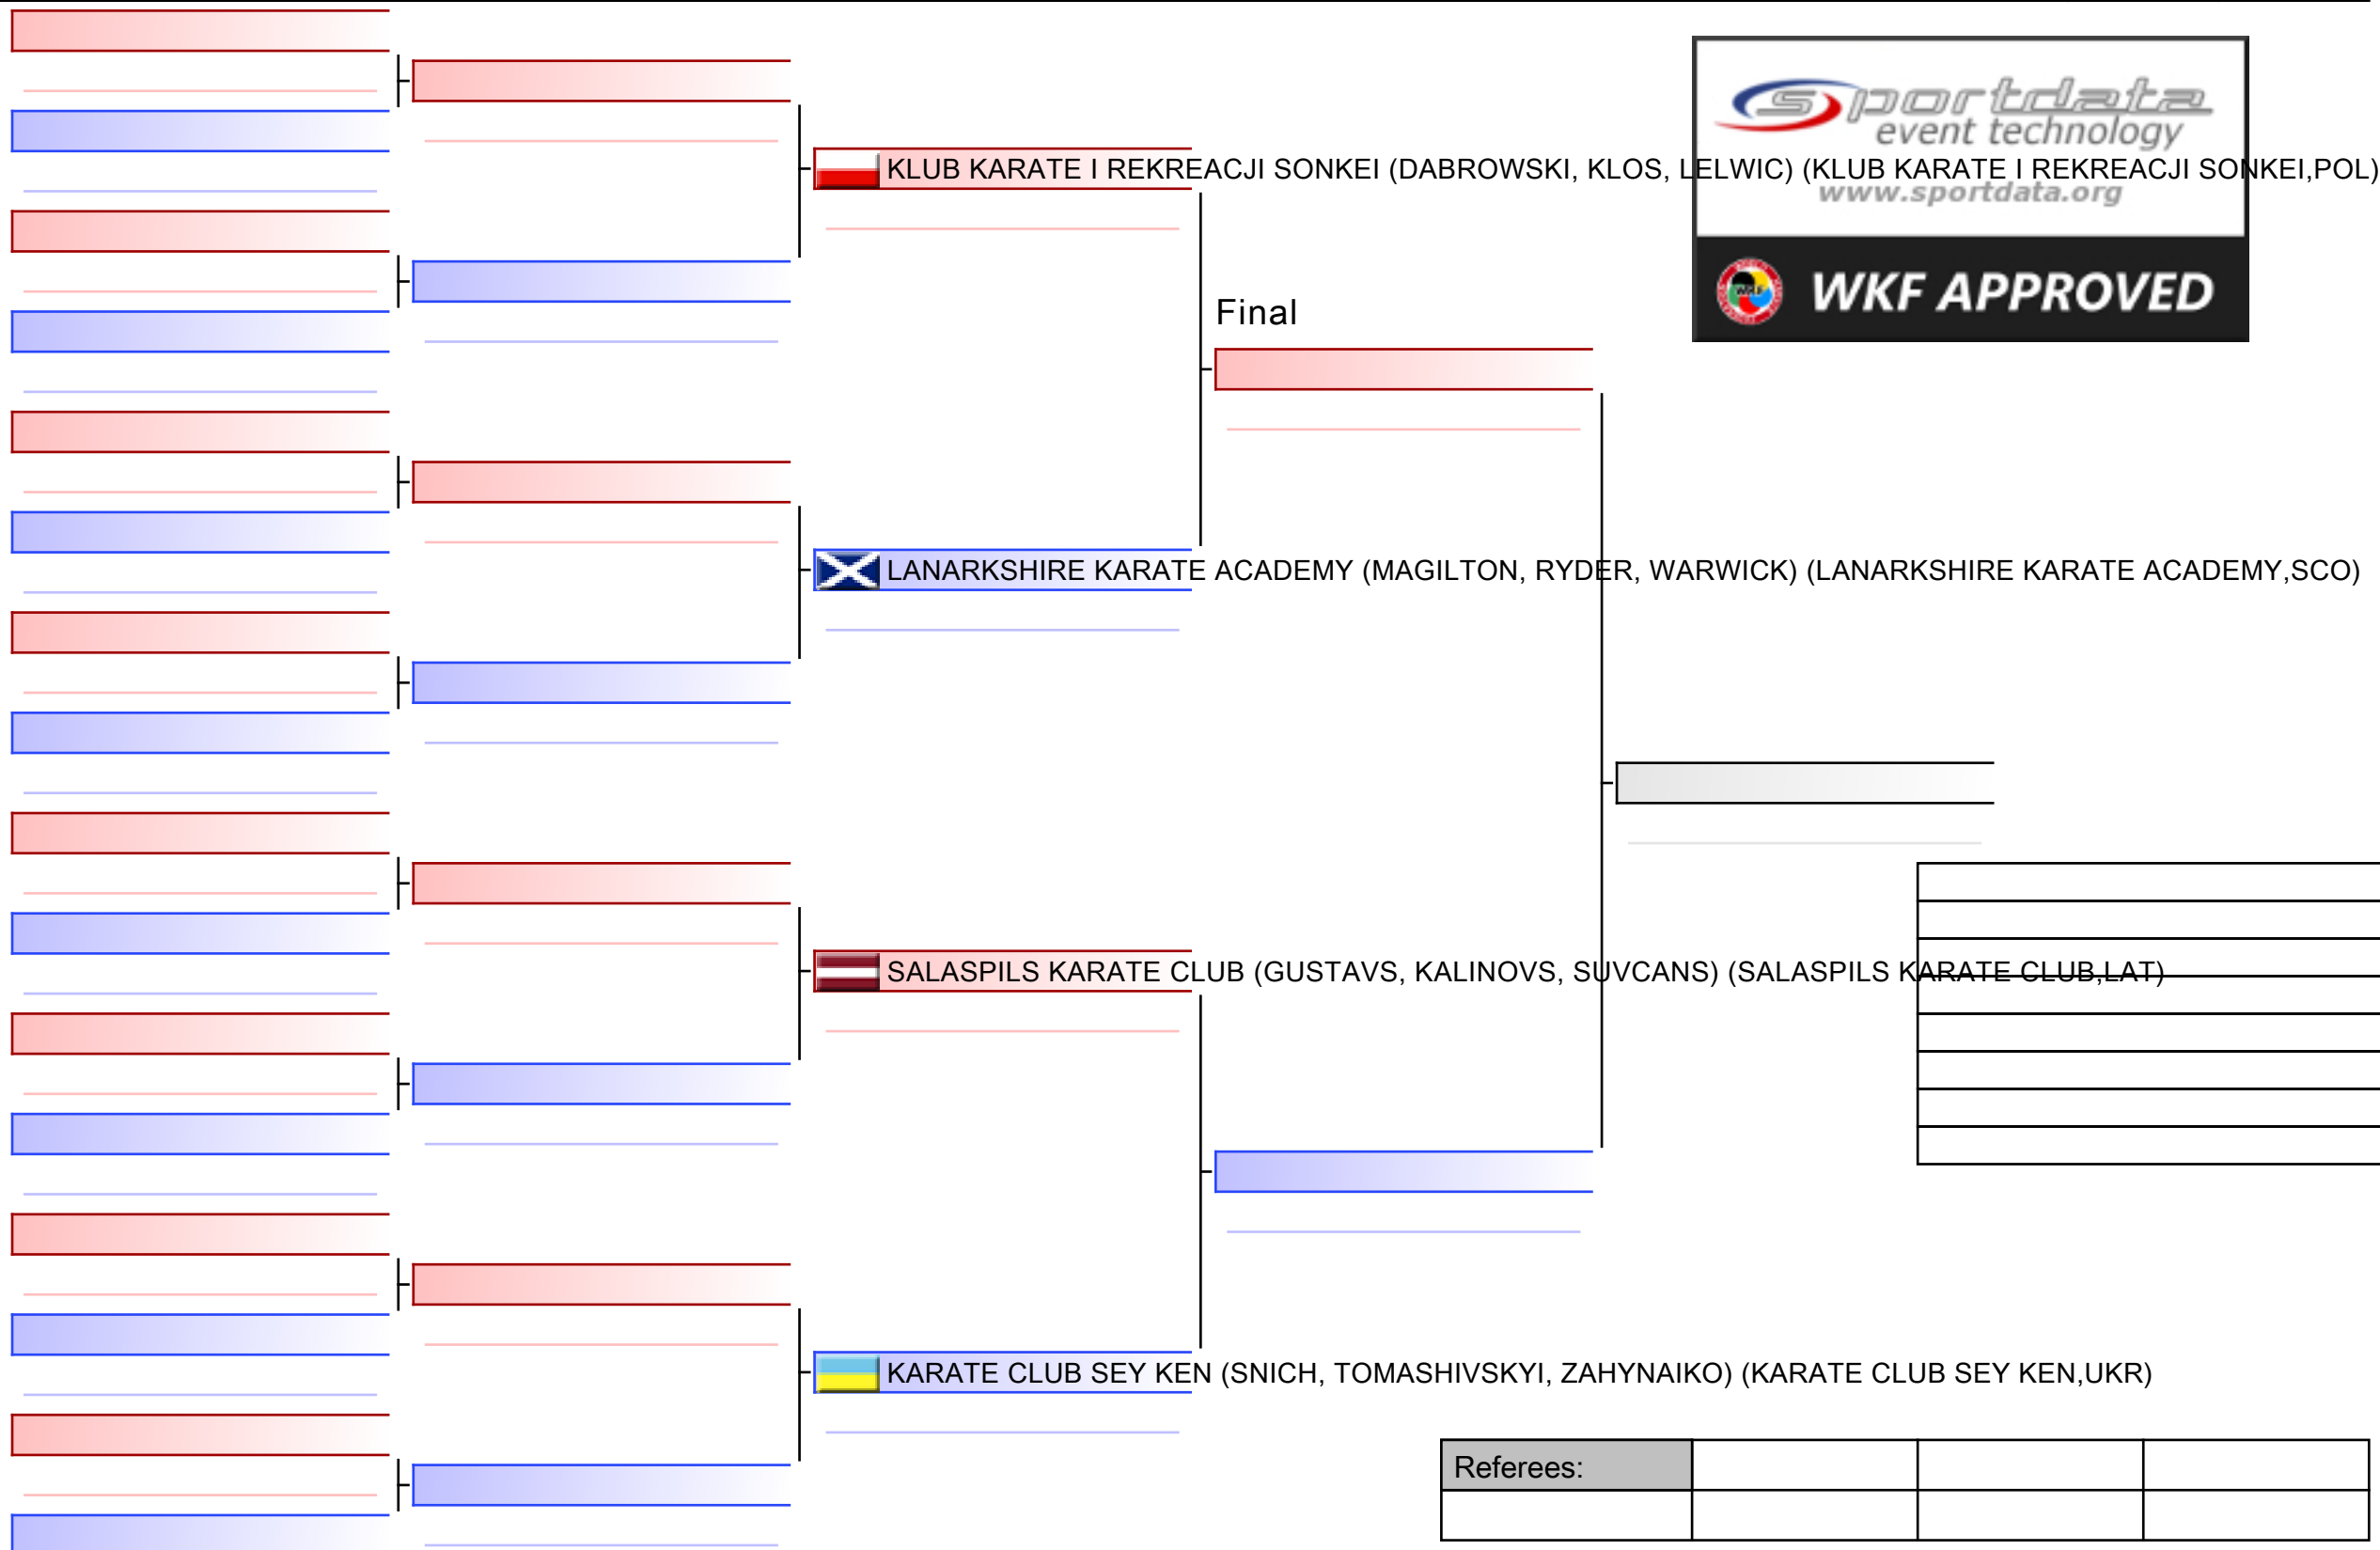 sportdata
event technology
KLUB KARATE I REKREACJI SONKEI (DABROWSKI, KLOS, LELWIC) (KLUB KARATE I REKREACJI SONKEI,POL)
www.sportdata.org
WKF APPROVED
Final
LANARKSHIRE KARATE ACADEMY (MAGILTON, RYDER, WARWICK) (LANARKSHIRE KARATE ACADEMY,SCO)
SALASPILS KARATE CLUB (GUSTAVS, KALINOVS, SUVCANS) (SALASPILS KARATE CLUB,LAT)
KARATE CLUB SEY KEN (SNICH, TOMASHIVSKYI, ZAHYNAIKO) (KARATE CLUB SEY KEN,UKR)
Referees: